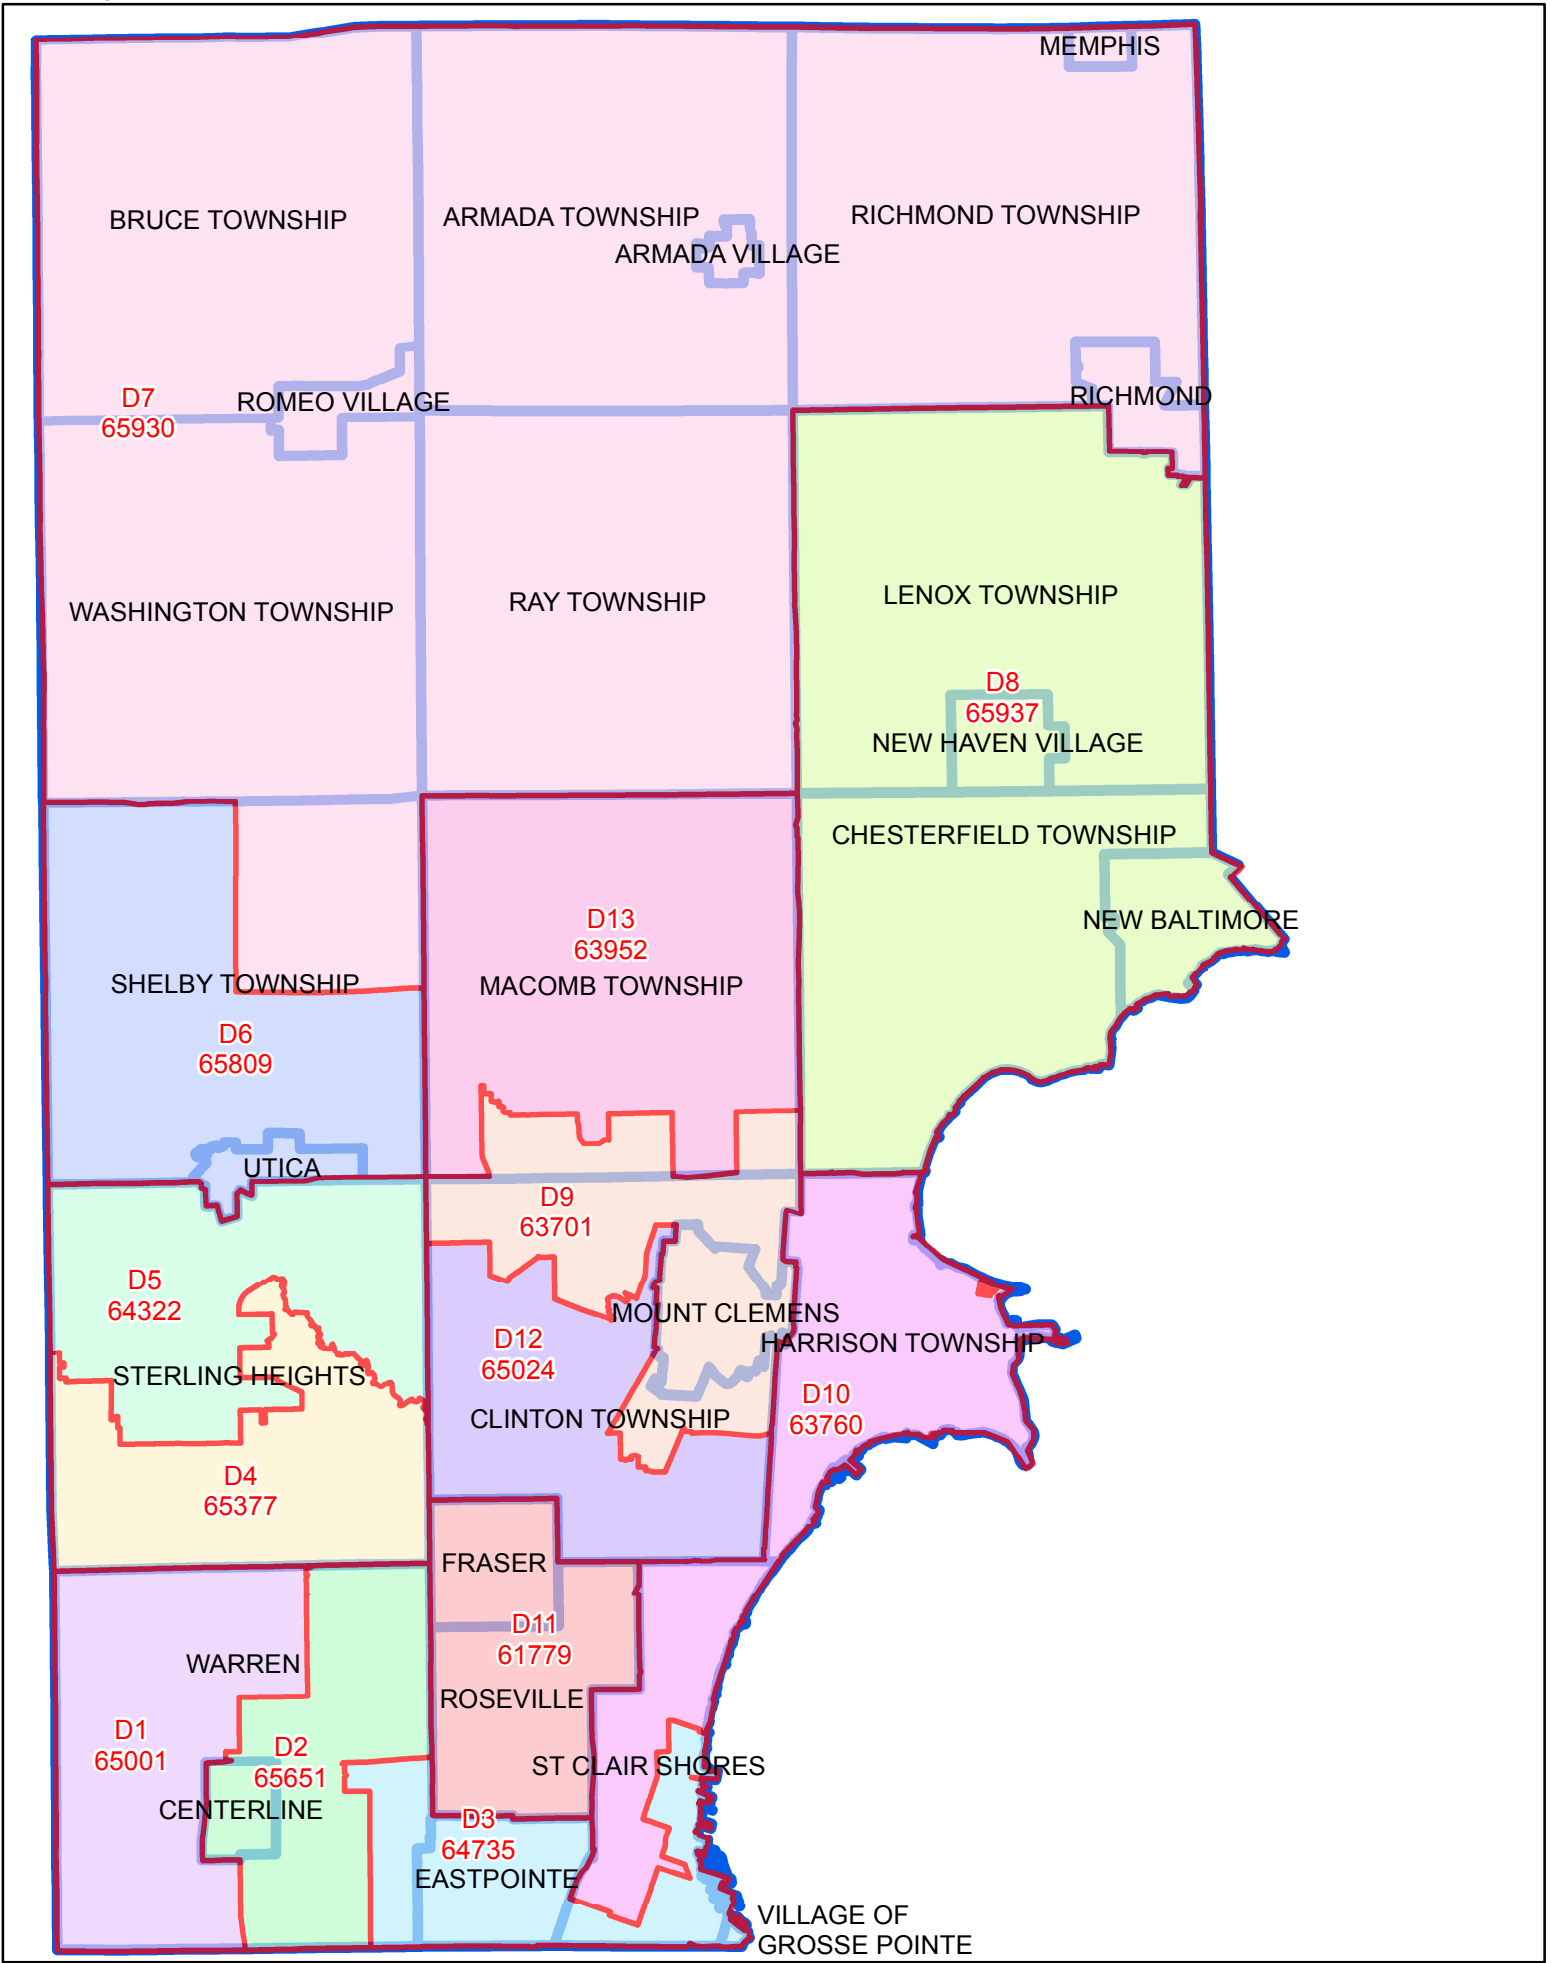 MEMPHIS
BRUCE TOWNSHIP
ARMADA TOWNSHIP
RICHMOND TOWNSHIP
ARMADA VILLAGE
D7
65930
ROMEO VILLAGE
RICHMOND
WASHINGTON TOWNSHIP
RAY TOWNSHIP
LENOX TOWNSHIP
D8
65937
NEW HAVEN VILLAGE
CHESTERFIELD TOWNSHIP
NEW BALTIMORE
D13
63952
MACOMB TOWNSHIP
SHELBY TOWNSHIP
D6
65809
UTICA
D9
63701
D5
64322
MOUNT CLEMENS
HARRISON TOWNSHIP
D12
65024
STERLING HEIGHTS
D10
63760
CLINTON TOWNSHIP
D4
65377
FRASER
D11
61779
WARREN
ROSEVILLE
D1
65001
D2
65651
ST CLAIR SHORES
CENTERLINE
D3
64735
EASTPOINTE
VILLAGE OF
GROSSE POINTE